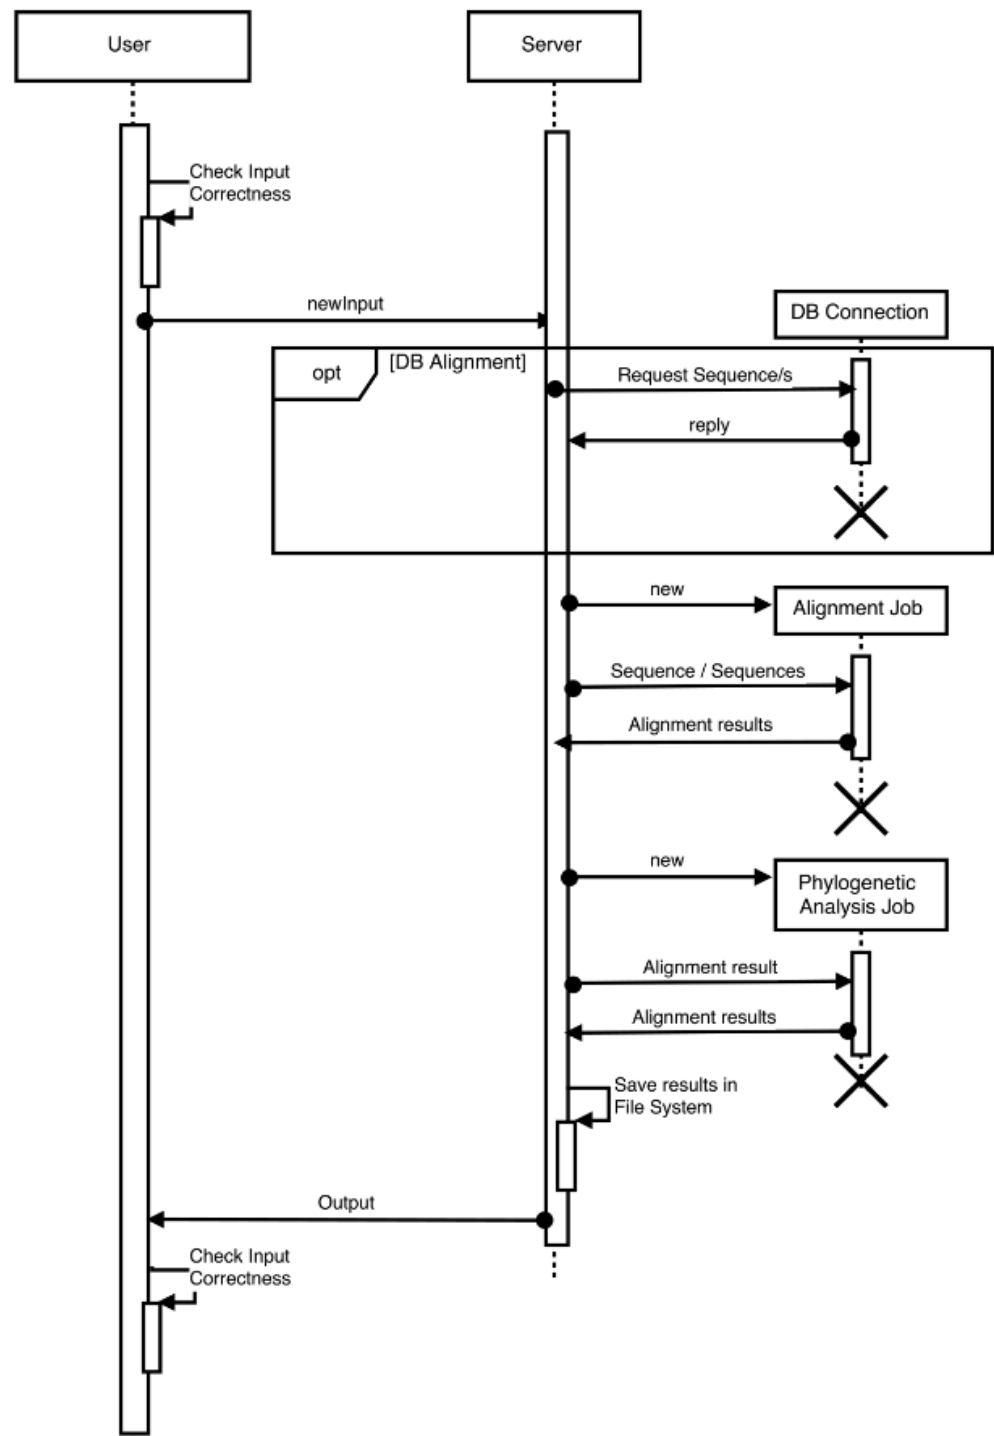 User
Server
Check Input
Correctness
newInput
DB Connection
opt
[DB Alignment]
Request Sequence/s
reply
new
Alignment Job
Sequence / Sequences
Alignment results
new
Phylogenetic
Analysis Job
Alignment result
Alignment results
Save results in
File System
Output
Check Input
Correctness